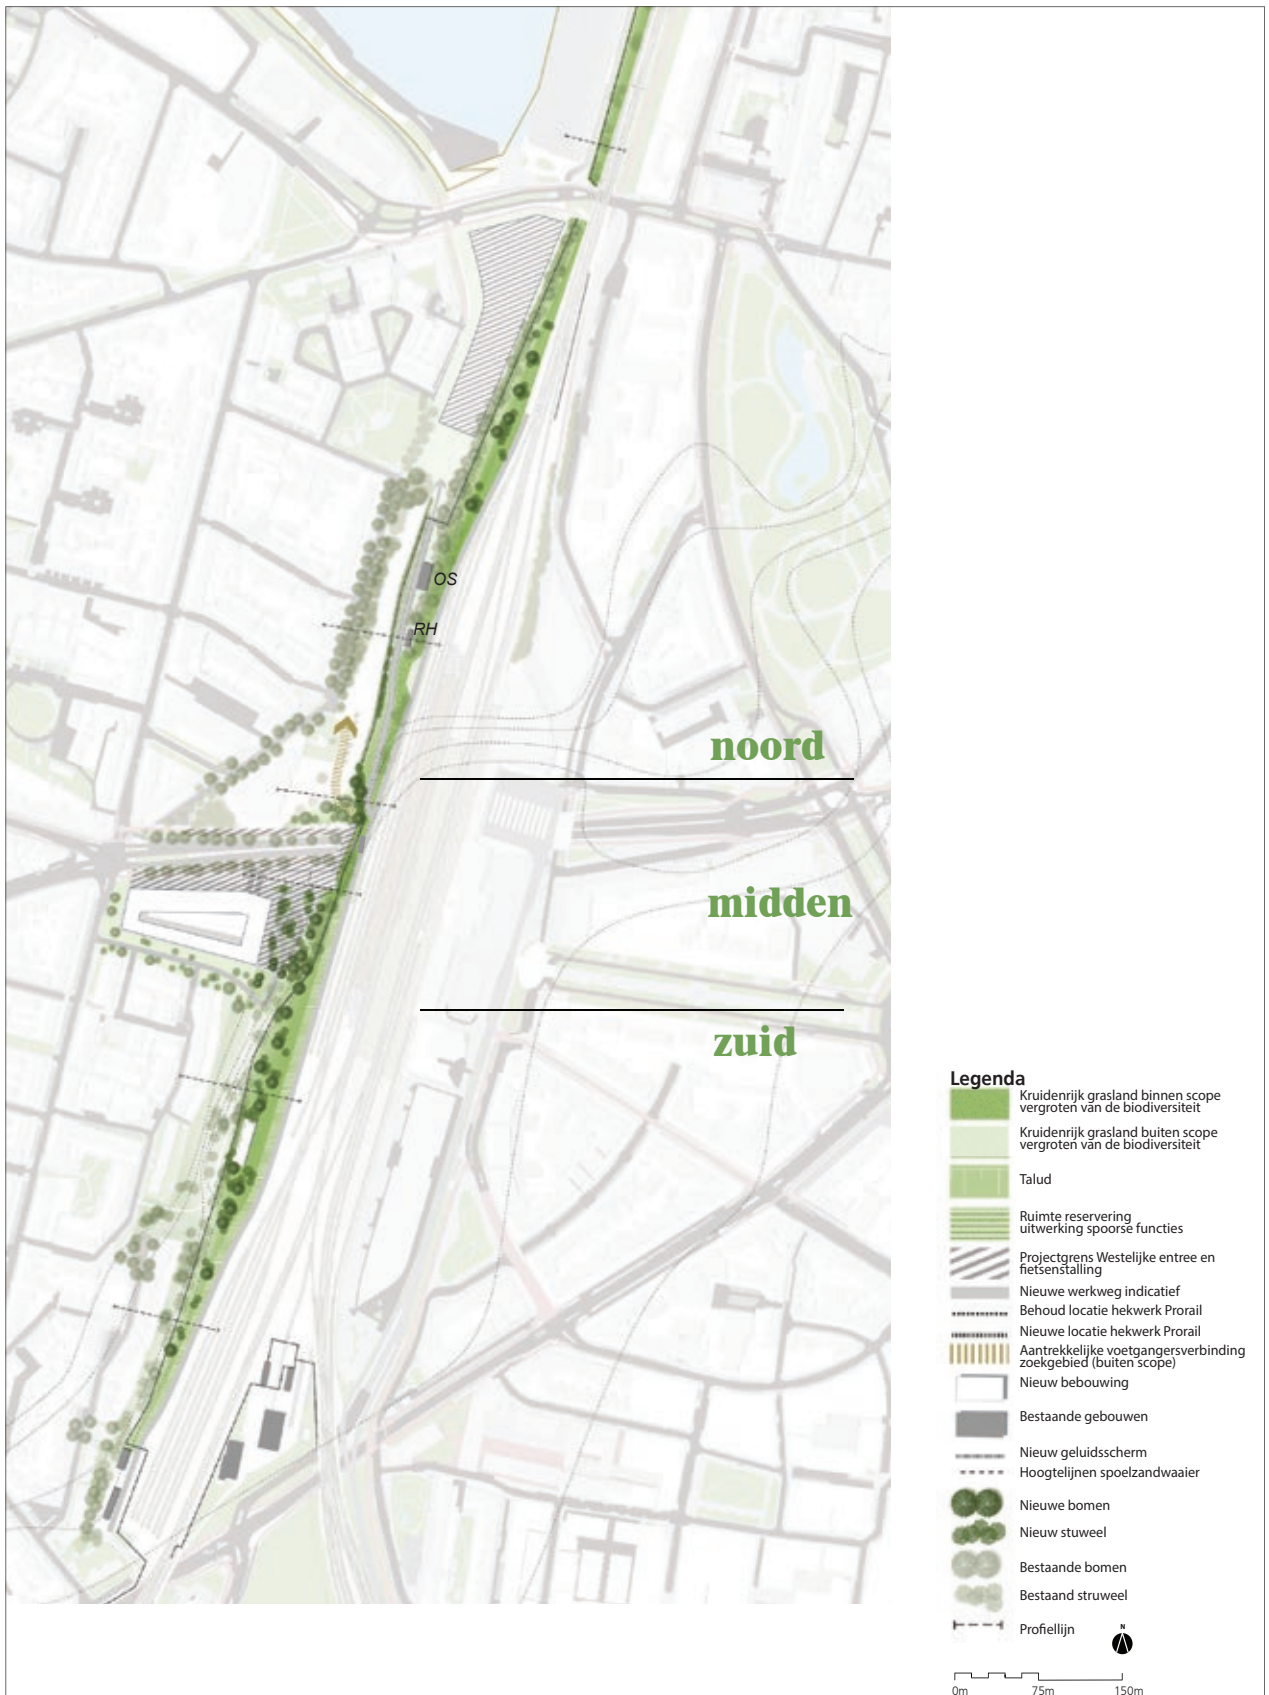 OS
RH
noord
midden
zuid
Legenda
Kruidenrijk grasland binnen scope
vergroten van de biodiversiteit
Kruidenrijk grasland buiten scope
vergroten van de biodiversiteit
Talud
Ruimte reservering
uitwerking spoorse functies
Projectgrens Westelijke entree en
fietsenstalling
Nieuwe werkweg indicatief
Behoud locatie hekwerk Prorail
Nieuwe locatie hekwerk Prorail
Aantrekkelijke voetgangersverbinding
zoekgebied (buiten scope)
Nieuw bebouwing
Bestaande gebouwen
Nieuw geluidsscherm
Hoogtelijnen spoelzandwaaier
Nieuwe bomen
Nieuw stuweel
Bestaande bomen
Bestaand struweel
Profiellijn
N
0m 75m 150m